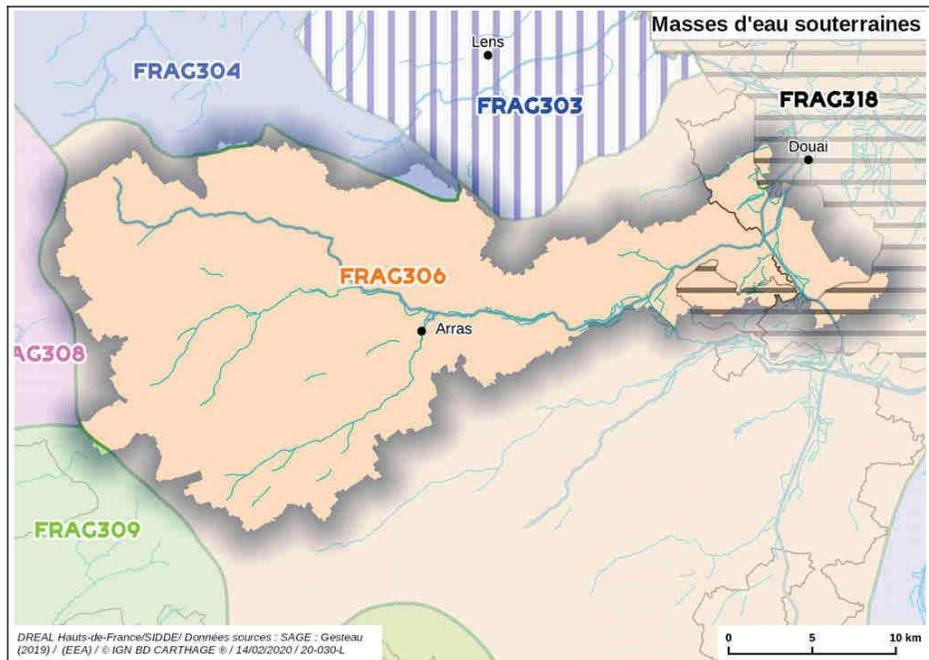 Masses d'eau souterraines
Lens
FRAG304
FRAG303
FRAG318
Douai
FRAG306
Arras
AG308
FRAG309
DREAL Hauts-de-France/SIDDE/ Données sources : SAGE : Gesteau
(2019) / (EEA) / © IGN BD CARTHAGE ® / 14/02/2020 / 20-030-L
0 5 10 km